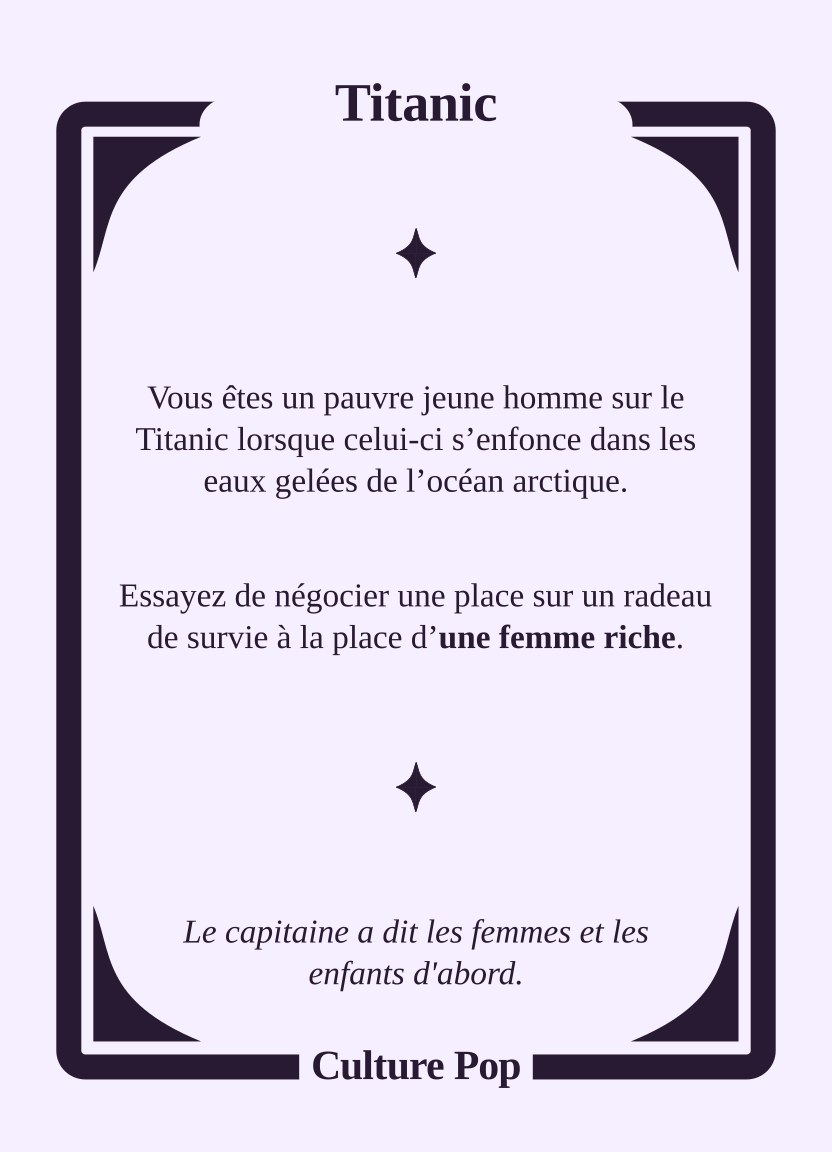 Titanic
Vous êtes un pauvre jeune homme sur le
Titanic lorsque celui-ci s’enfonce dans les
eaux gelées de l’océan arctique.
Essayez de négocier une place sur un radeau
de survie à la place d’une femme riche.
Le capitaine a dit les femmes et les
enfants d'abord.
Culture Pop